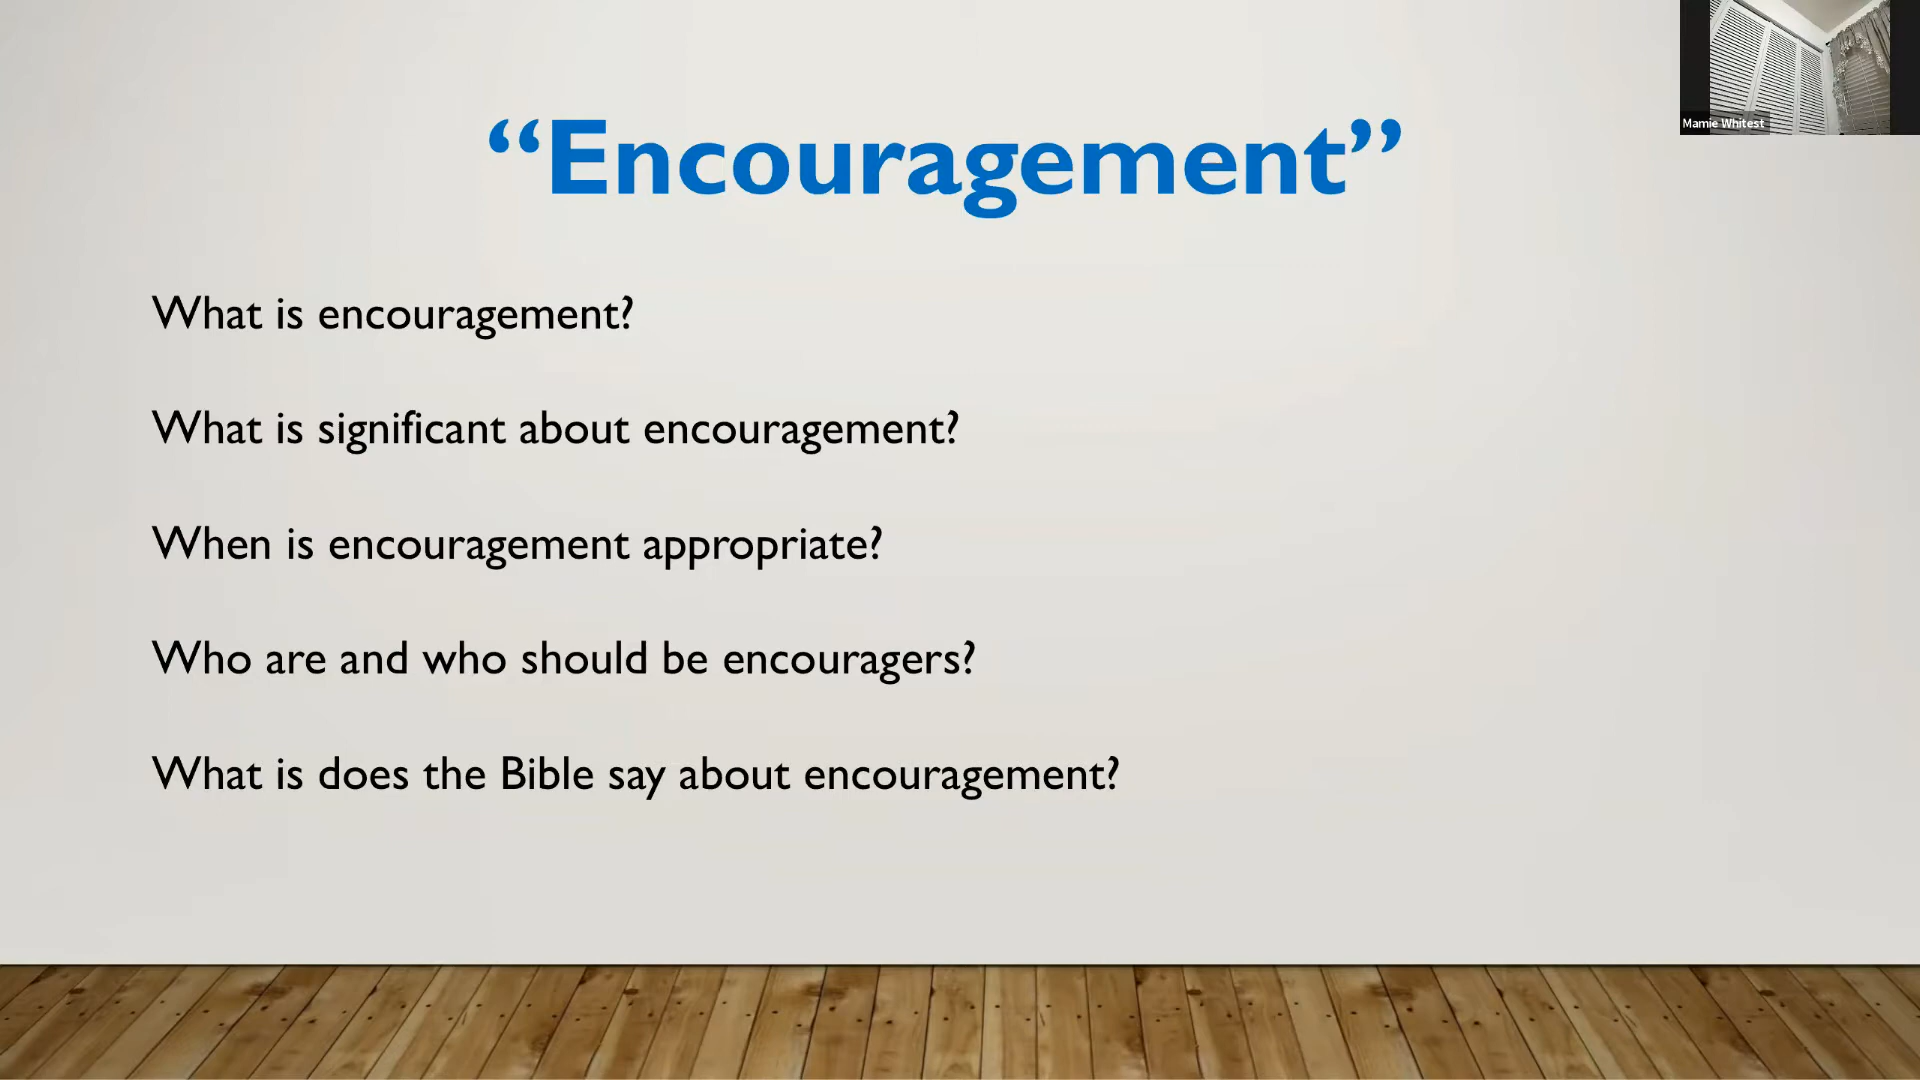 Mamie Whitest
“Encouragement”
What is encouragement?
What is significant about encouragement?
When is encouragement appropriate?
Who are and who should be encouragers?
What is does the Bible say about encouragement?